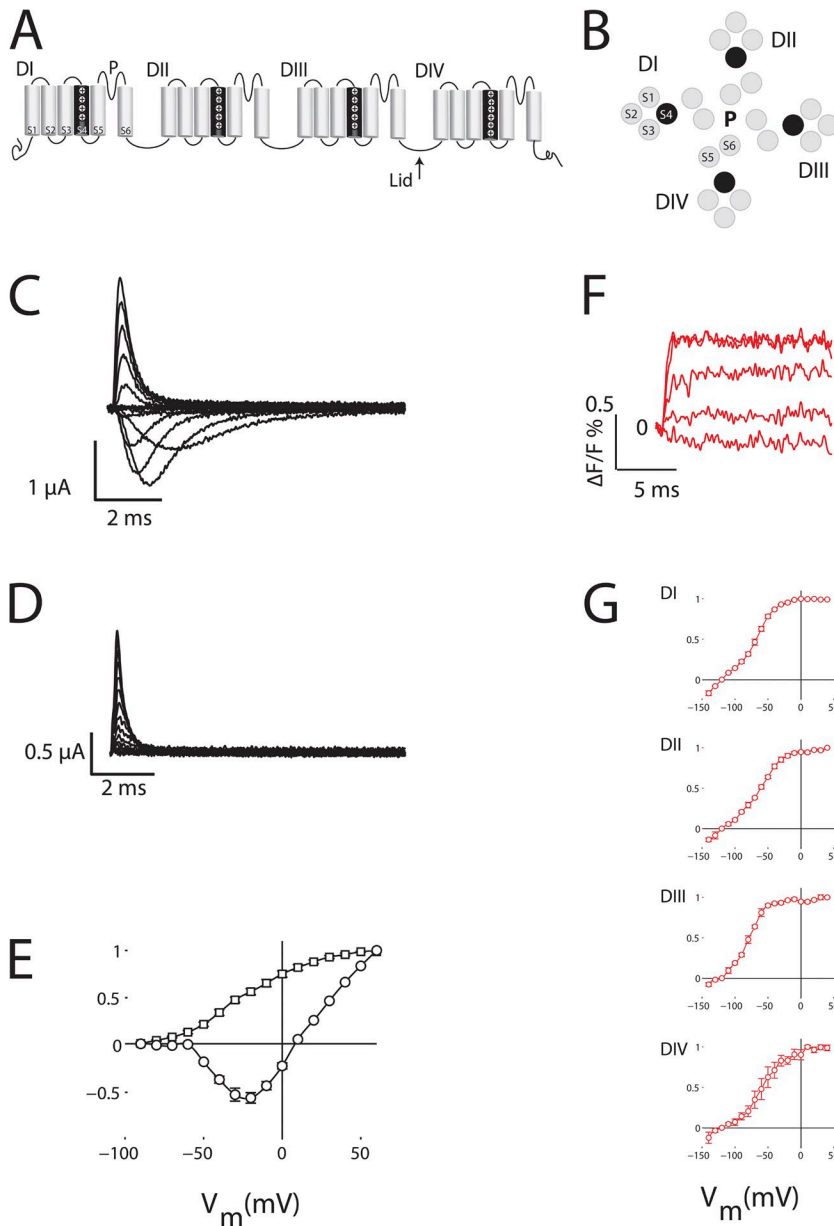 A
DI
P
DII
DIII
DIV
S1 S2 S3 S4 S5 S6
Lid
B
DII
DI
S1
S2
S4
S3
P
S6
S5
DIII
DIV
C
1 µA
2 ms
F
0.5
0
ΔF/F %
5 ms
D
0.5 µA
2 ms
G
DI
1
0.5
0
−150 −100 −50 0 50
DII
1
0.5
0
−150 −100 −50 0 50
DIII
1
0.5
0
−150 −100 −50 0 50
DIV
1
0.5
0
−150 −100 −50 0 50
Vm(mV)
E
1
0.5
0
−0.5
−100 −50 0 50
Vm(mV)